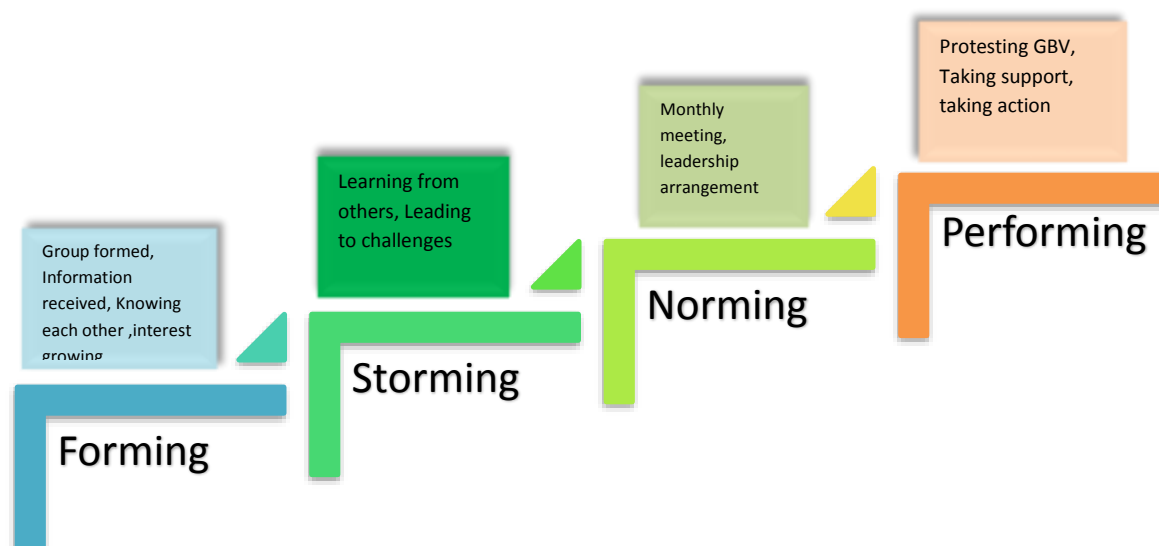 Group formed,
Information
received, Knowing
each other ,interest
growing
Forming
Learning from
others, Leading
to challenges
Storming
Monthly
meeting,
leadership
arrangement
Norming
Protesting GBV,
Taking support,
taking action
Performing